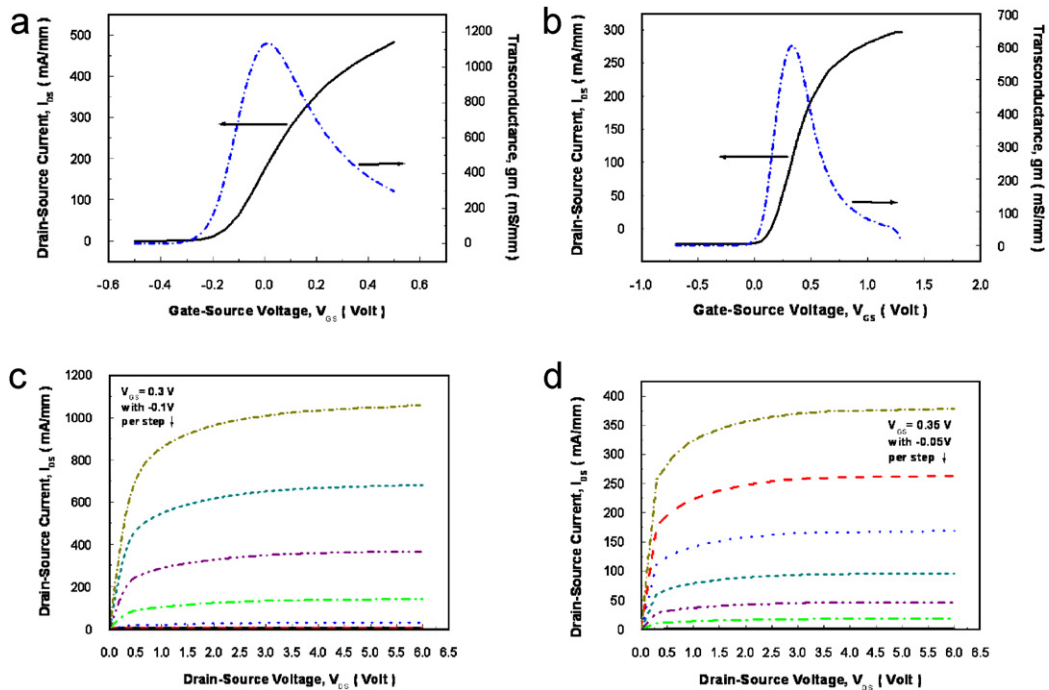 a
500
400
300
200
100
0
Drain-Source Current, I_DS ( mA/mm)
1200
1000
800
600
400
200
0
Transconductance, gm ( mS/mm)
-0.6 -0.4 -0.2 0.0 0.2 0.4 0.6
Gate-Source Voltage, V_GS ( Volt )
b
300
250
200
150
100
50
0
Drain-Source Current, I_DS ( mA/mm)
700
600
500
400
300
200
100
0
Transconductance, gm ( mS/mm)
-1.0 -0.5 0.0 0.5 1.0 1.5 2.0
Gate-Source Voltage, V_GS ( Volt )
c
1200
1000
800
600
400
200
0
Drain-Source Current, I_DS ( mA/mm)
V_GS = 0.3 V
with -0.1V
per step ↓
0.0 0.5 1.0 1.5 2.0 2.5 3.0 3.5 4.0 4.5 5.0 5.5 6.0 6.5
Drain-Source Voltage, V_DS ( Volt )
d
400
350
300
250
200
150
100
50
0
Drain-Source Current, I_DS ( mA/mm)
V_GS = 0.35V
with -0.05V
per step ↓
0.0 0.5 1.0 1.5 2.0 2.5 3.0 3.5 4.0 4.5 5.0 5.5 6.0 6.5
Drain-Source Voltage, V_DS ( Volt )